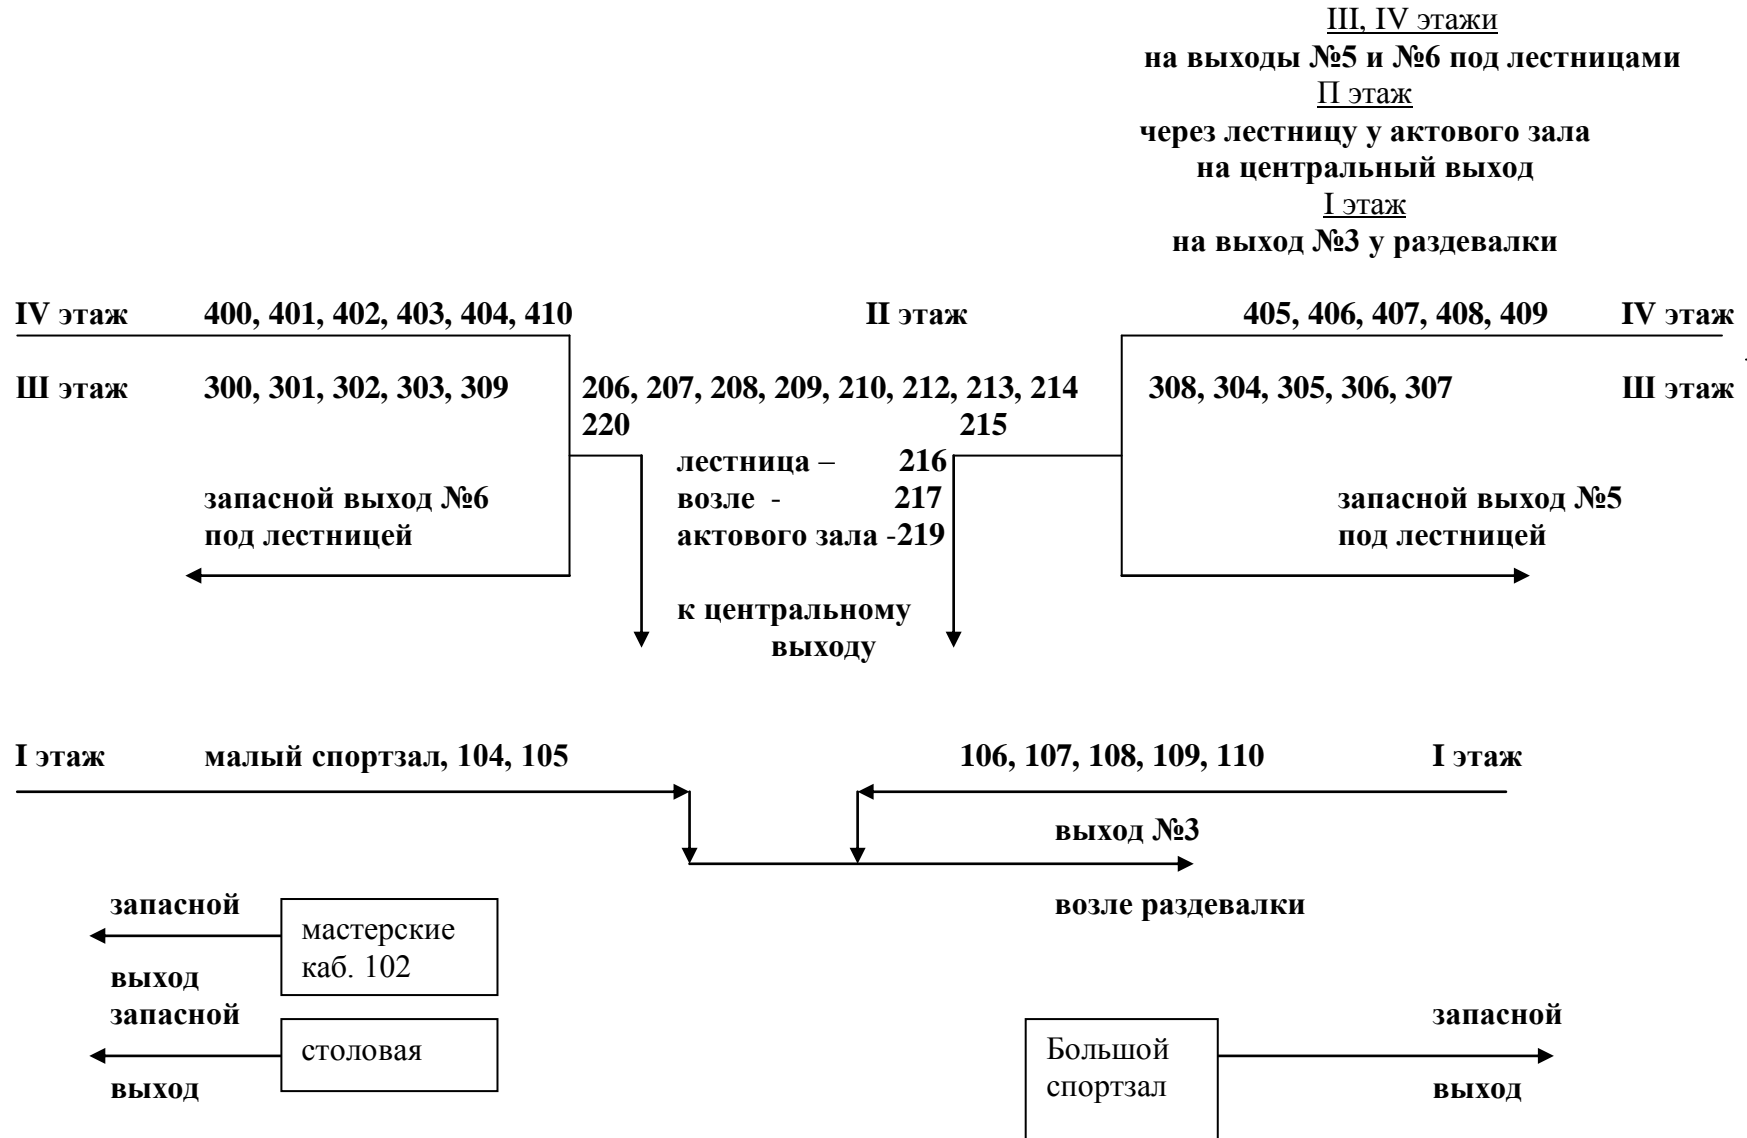 III, IV этажи
на выходы №5 и №6 под лестницами
П этаж
через лестницу у актового зала
на центральный выход
I этаж
на выход №3 у раздевалки
IV этаж 400, 401, 402, 403, 404, 410 II этаж 405, 406, 407, 408, 409 IV этаж
Ш этаж 300, 301, 302, 303, 309 206, 207, 208, 209, 210, 212, 213, 214 308, 304, 305, 306, 307 Ш этаж
220 215
лестница – 216
запасной выход №6 возле - 217 запасной выход №5
под лестницей актового зала -219 под лестницей
к центральному
выходу
I этаж малый спортзал, 104, 105 106, 107, 108, 109, 110 I этаж
выход №3
запасной возле раздевалки
мастерские
каб. 102
выход
запасной запасной
столовая Большой
выход спортзал выход